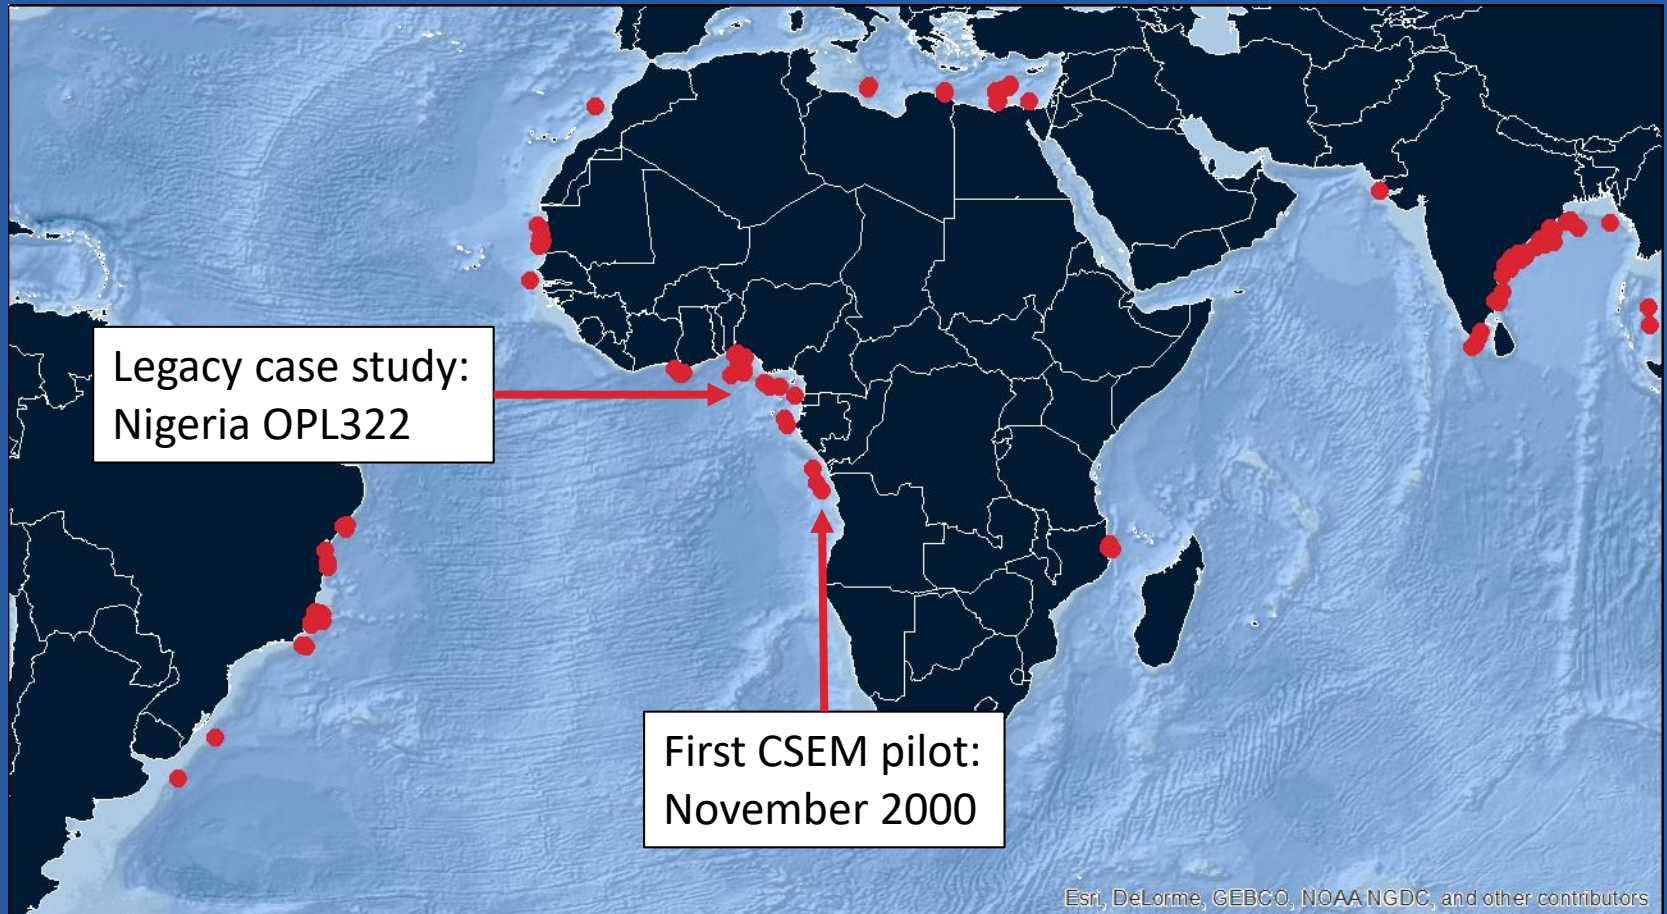 Legacy case study:
Nigeria OPL322
First CSEM pilot:
November 2000
Esri, DeLorme, GEBCO, NOAA NGDC, and other contributors